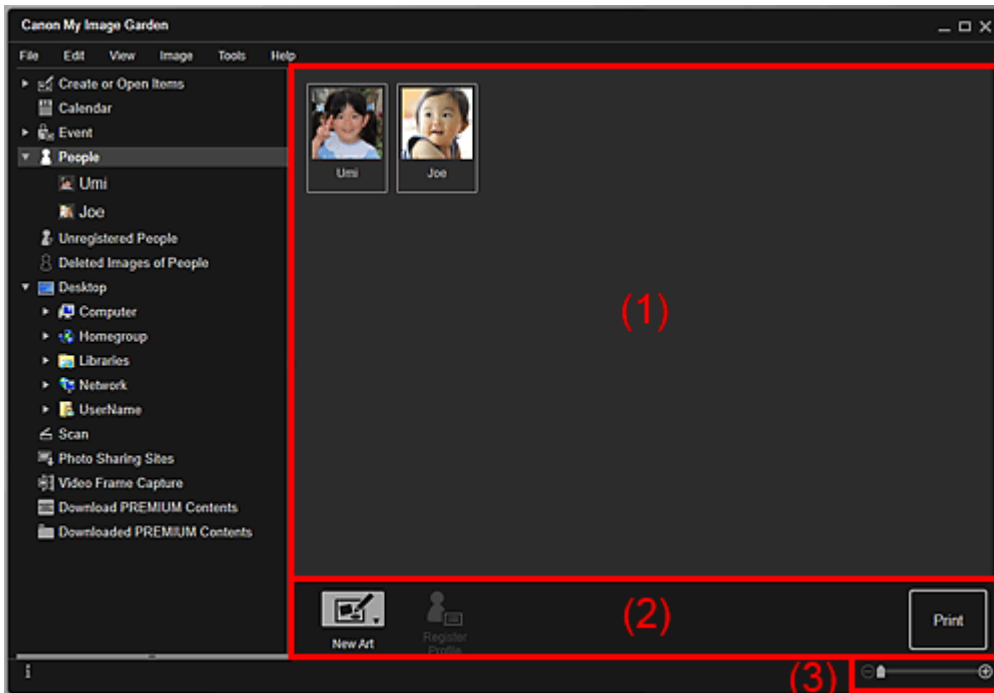 Canon My Image Garden
File Edit View Image Tools Help
Create or Open Items
Calendar
Event
People
Umi
Joe
Unregistered People
Deleted Images of People
Desktop
Computer
Homegroup
Libraries
Network
UserName
Scan
Photo Sharing Sites
Video Frame Capture
Download PREMIUM Contents
Downloaded PREMIUM Contents
Umi Joe
(1)
New Art
Register
Profile
(2)
Print
(3)